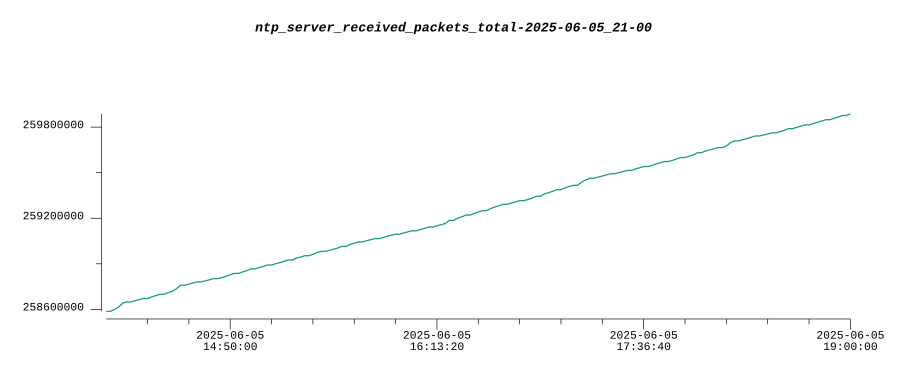 ntp_server_received_packets_total-2025-06-05_21-00
259800000
259200000
258600000
2025-06-05 2025-06-05 2025-06-05 2025-06-05
14:50:00 16:13:20 17:36:40 19:00:00